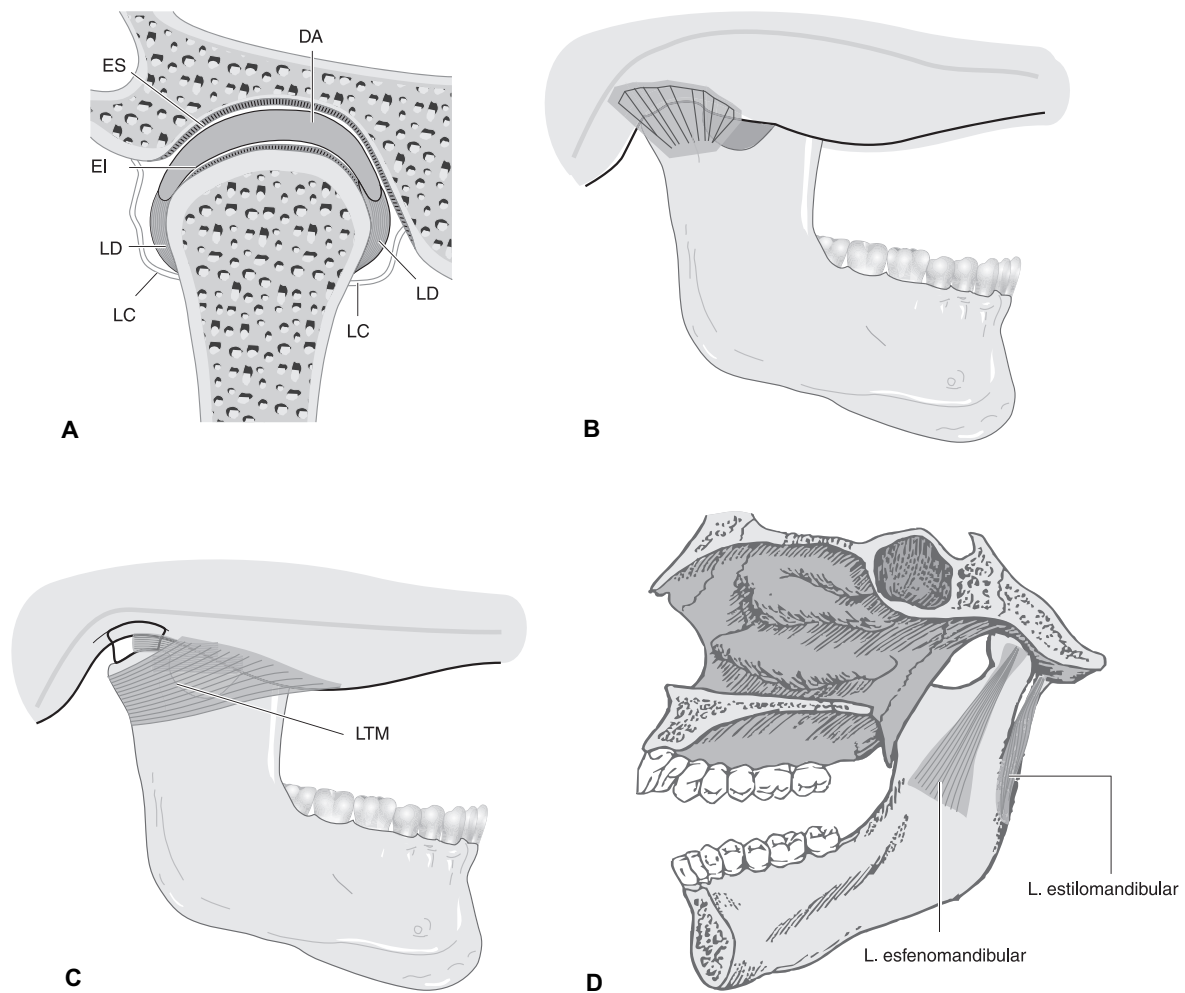 DA
ES
EI
LD
LC
LD
LC
A
B
LTM
C
L. estilomandibular
L. esfenomandibular
D